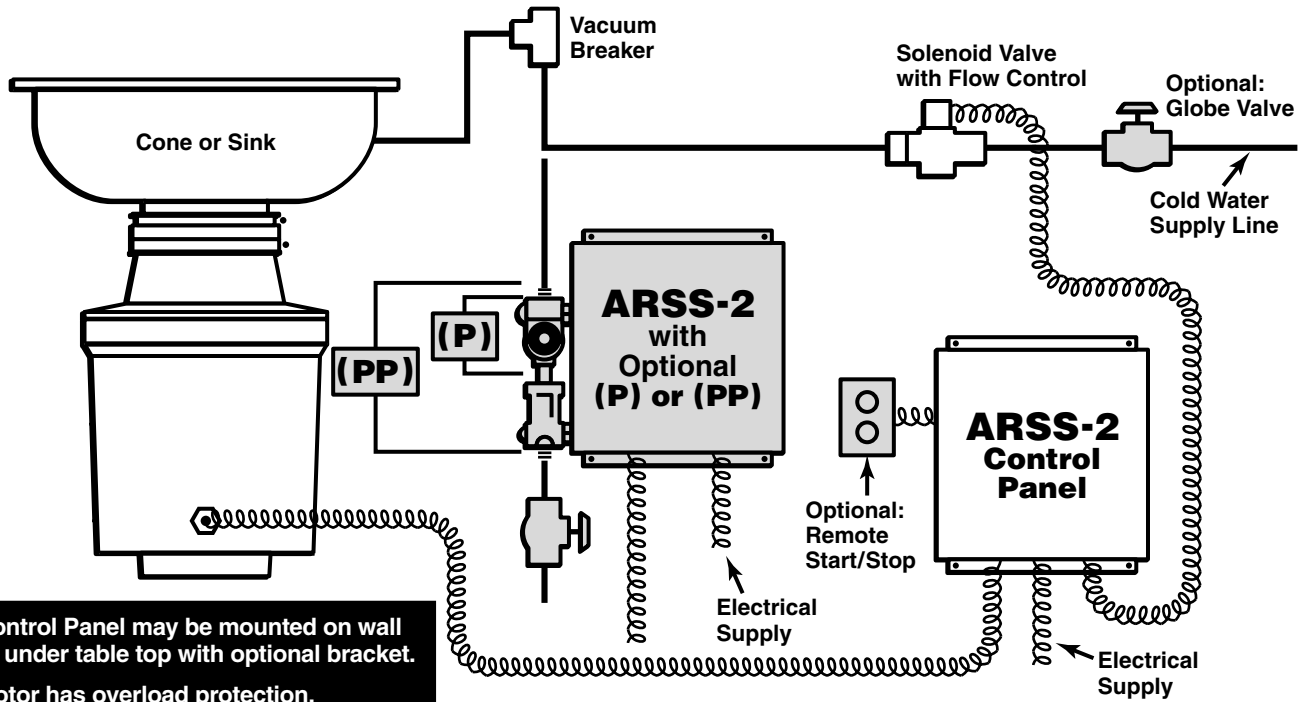 Vacuum
Breaker
Solenoid Valve
with Flow Control
Optional:
Globe Valve
Cone or Sink
Cold Water
Supply Line
ARSS-2
with
Optional
(P) or (PP)
(P)
(PP)
ARSS-2
Control
Panel
Optional:
Remote
Start/Stop
Electrical
Supply
Electrical
Supply
ontrol Panel may be mounted on wall
under table top with optional bracket.
otor has overload protection.